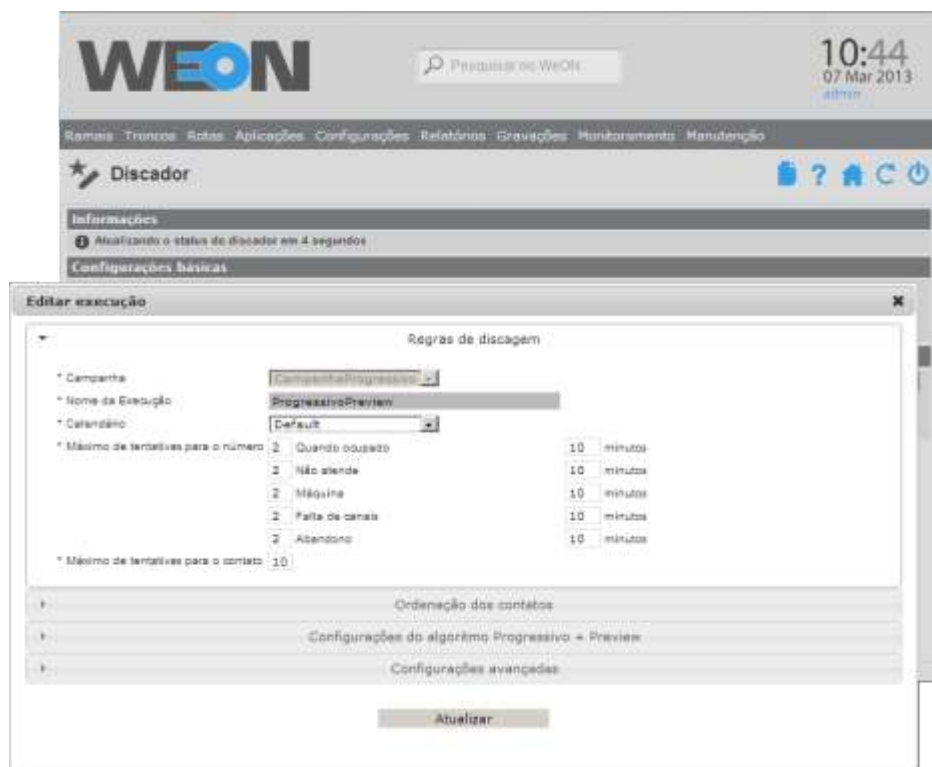 WEON
Pesquisar no WeON
10:44
07 Mar 2013
admin
Ramais Troncos Rotas Aplicações Configurações Relatórios Gravações Monitoramento Manutenção
Discador
Informações
Atualizando o status do discador em 4 segundos
Configurações básicas
Editar execução
Regras de discagem
* Campanha CampanhaProgressivo
* Nome da Execução ProgressivoPreview
* Calendário Default
* Máximo de tentativas para o número 2 Quando ocupado 10 minutos
2 Não atende 10 minutos
2 Máquina 10 minutos
2 Falta de canais 10 minutos
2 Abandono 10 minutos
* Máximo de tentativas para o contato 10
Ordenação dos contatos
Configurações do algoritmo Progressivo + Preview
Configurações avançadas
Atualizar